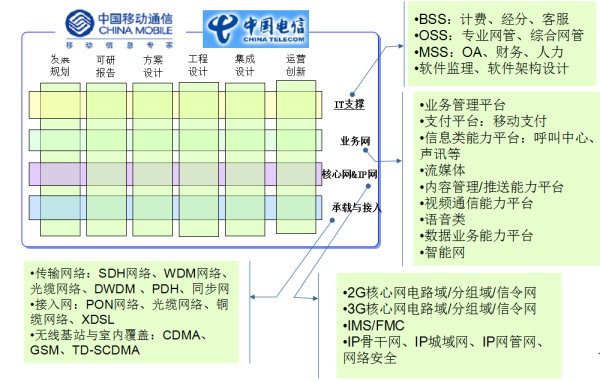 中国移动通信
CHINA MOBILE
移动信息专家
中国电信
CHINA TELECOM
发展
规划
可研
报告
方案
设计
工程
设计
集成
设计
运营
创新
IT支撑
业务网
核心网&IP网
承载与接入
•BSS：计费、经分、客服
•OSS：专业网管、综合网管
•MSS：OA、财务、人力
•软件监理、软件架构设计
•业务管理平台
•支付平台：移动支付
•信息类能力平台：呼叫中心、
声讯等
•流媒体
•内容管理/推送能力平台
•视频通信能力平台
•语音类
•数据业务能力平台
•智能网
•传输网络：SDH网络、WDM网络、
光缆网络、DWDM 、PDH、同步网
•接入网：PON网络、光缆网络、铜
缆网络、XDSL
•无线基站与室内覆盖：CDMA、
GSM、TD-SCDMA
•2G核心网电路域/分组域/信令网
•3G核心网电路域/分组域/信令网
•IMS/FMC
•IP骨干网、IP城域网、IP网管网、
网络安全